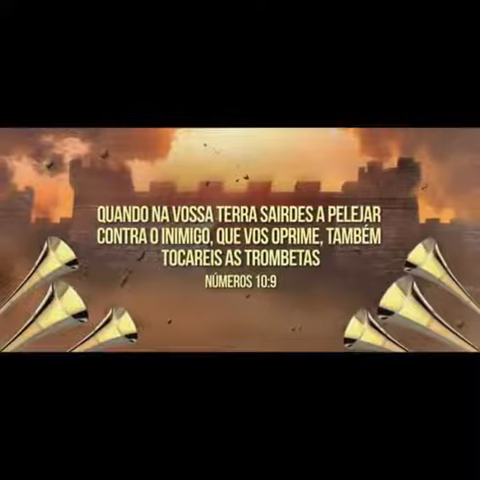 QUANDO NA VOSSA TERRA SAIRDES A PELEJAR
CONTRA O INIMIGO, QUE VOS OPRIME, TAMBÉM
TOCAREIS AS TROMBETAS
NÚMEROS 10:9